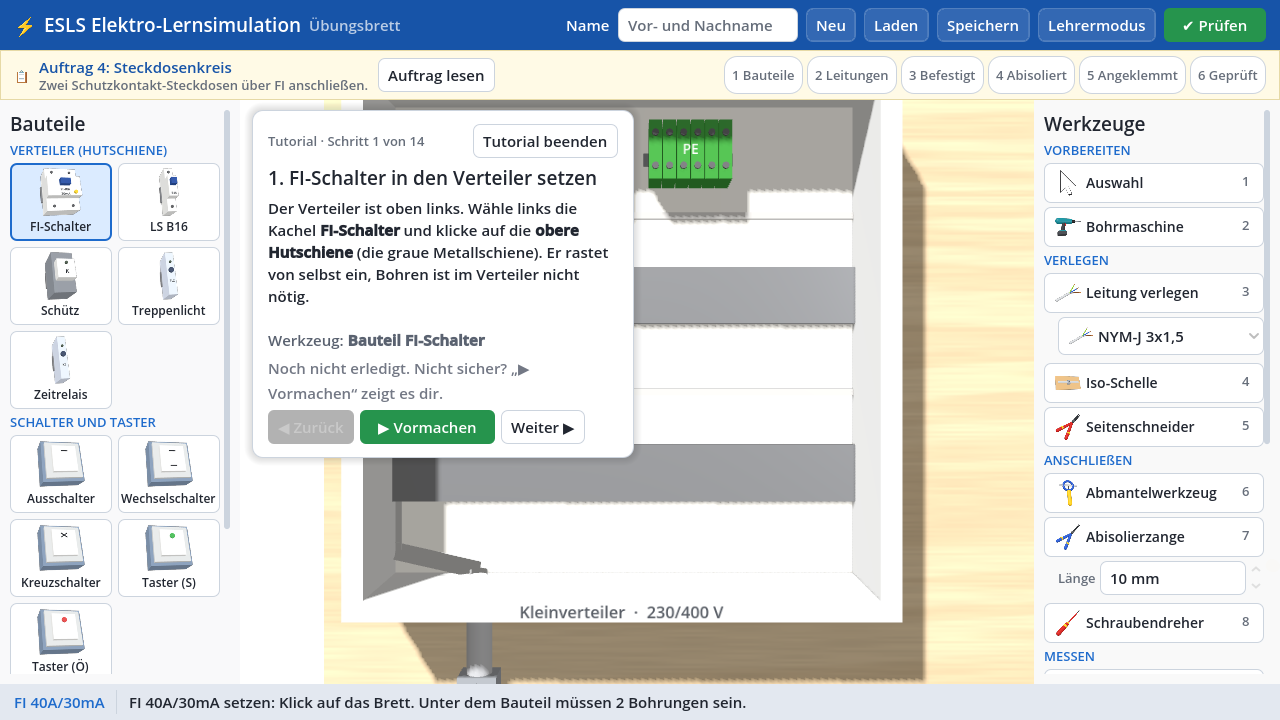 ESLS Elektro-Lernsimulation Übungsbrett Name Vor- und Nachname Neu Laden Speichern Lehrermodus ✔ Prüfen
Auftrag 4: Steckdosenkreis
Zwei Schutzkontakt-Steckdosen über FI anschließen.
Auftrag lesen
1 Bauteile 2 Leitungen 3 Befestigt 4 Abisoliert 5 Angeklemmt 6 Geprüft
Bauteile
VERTEILER (HUTSCHIENE)
FI-Schalter LS B16
Schütz Treppenlicht
Zeitrelais
SCHALTER UND TASTER
Ausschalter Wechselschalter
Kreuzschalter Taster (S)
Taster (Ö)
Tutorial · Schritt 1 von 14 Tutorial beenden
1. FI-Schalter in den Verteiler setzen
Der Verteiler ist oben links. Wähle links die
Kachel FI-Schalter und klicke auf die obere
Hutschiene (die graue Metallschiene). Er rastet
von selbst ein, Bohren ist im Verteiler nicht
nötig.
Werkzeug: Bauteil FI-Schalter
Noch nicht erledigt. Nicht sicher? „▶
Vormachen“ zeigt es dir.
◀ Zurück ▶ Vormachen Weiter ▶
PE
Kleinverteiler · 230/400 V
Werkzeuge
VORBEREITEN
Auswahl 1
Bohrmaschine 2
VERLEGEN
Leitung verlegen 3
NYM-J 3x1,5
Iso-Schelle 4
Seitenschneider 5
ANSCHLIEßEN
Abmantelwerkzeug 6
Abisolierzange 7
Länge 10 mm
Schraubendreher 8
MESSEN
FI 40A/30mA FI 40A/30mA setzen: Klick auf das Brett. Unter dem Bauteil müssen 2 Bohrungen sein.